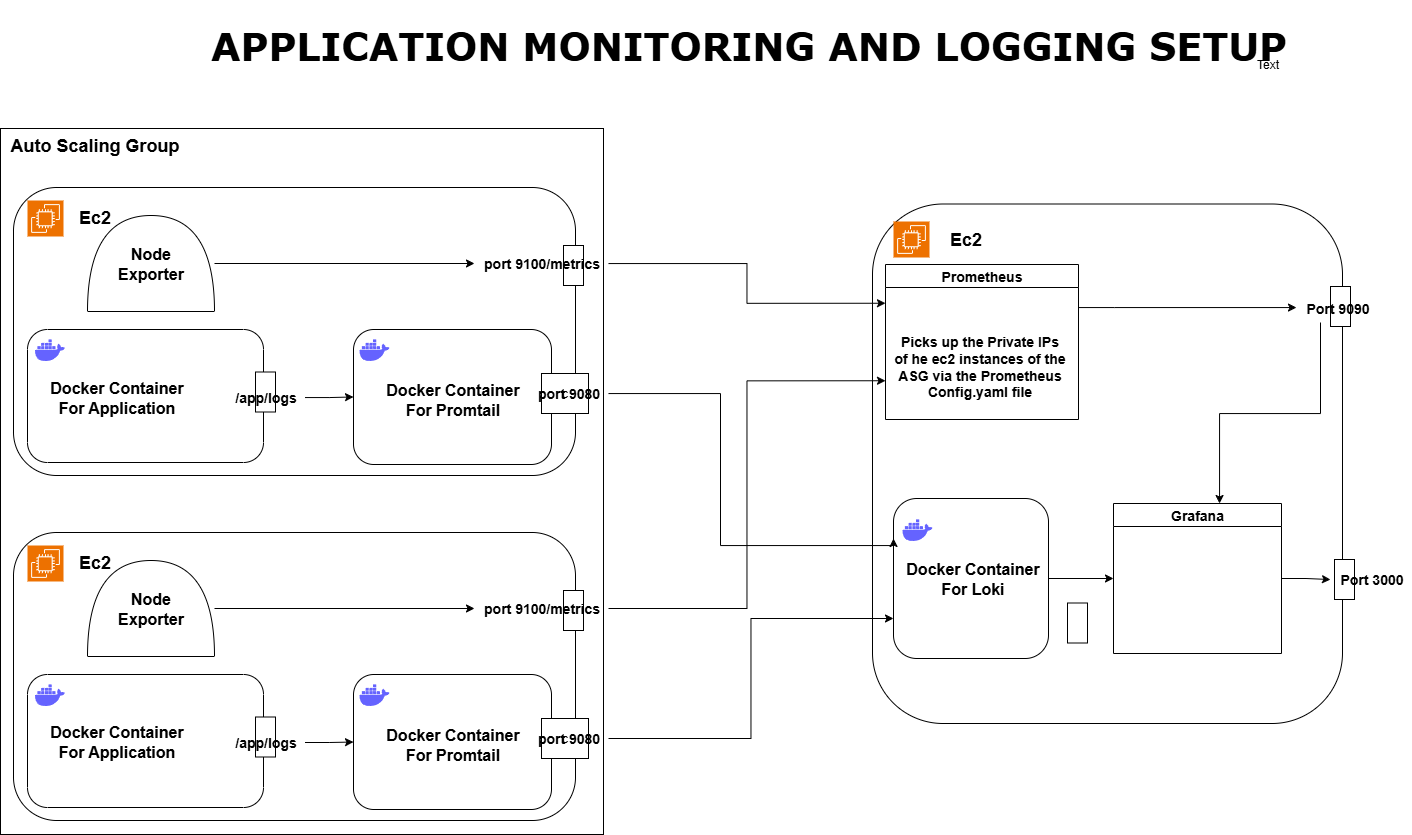 APPLICATION MONITORING AND LOGGING SETUP
Text
Auto Scaling Group
Ec2
Node
Exporter
port 9100/metrics
Docker Container
For Application
/app/logs
Docker Container
For Promtail
port 9080
Ec2
Node
Exporter
port 9100/metrics
Docker Container
For Application
/app/logs
Docker Container
For Promtail
port 9080
Ec2
Prometheus
Picks up the Private IPs
of he ec2 instances of the
ASG via the Prometheus
Config.yaml file
Port 9090
Docker Container
For Loki
Grafana
Port 3000